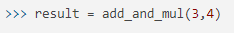 >>> result = add_and_mul(3,4)